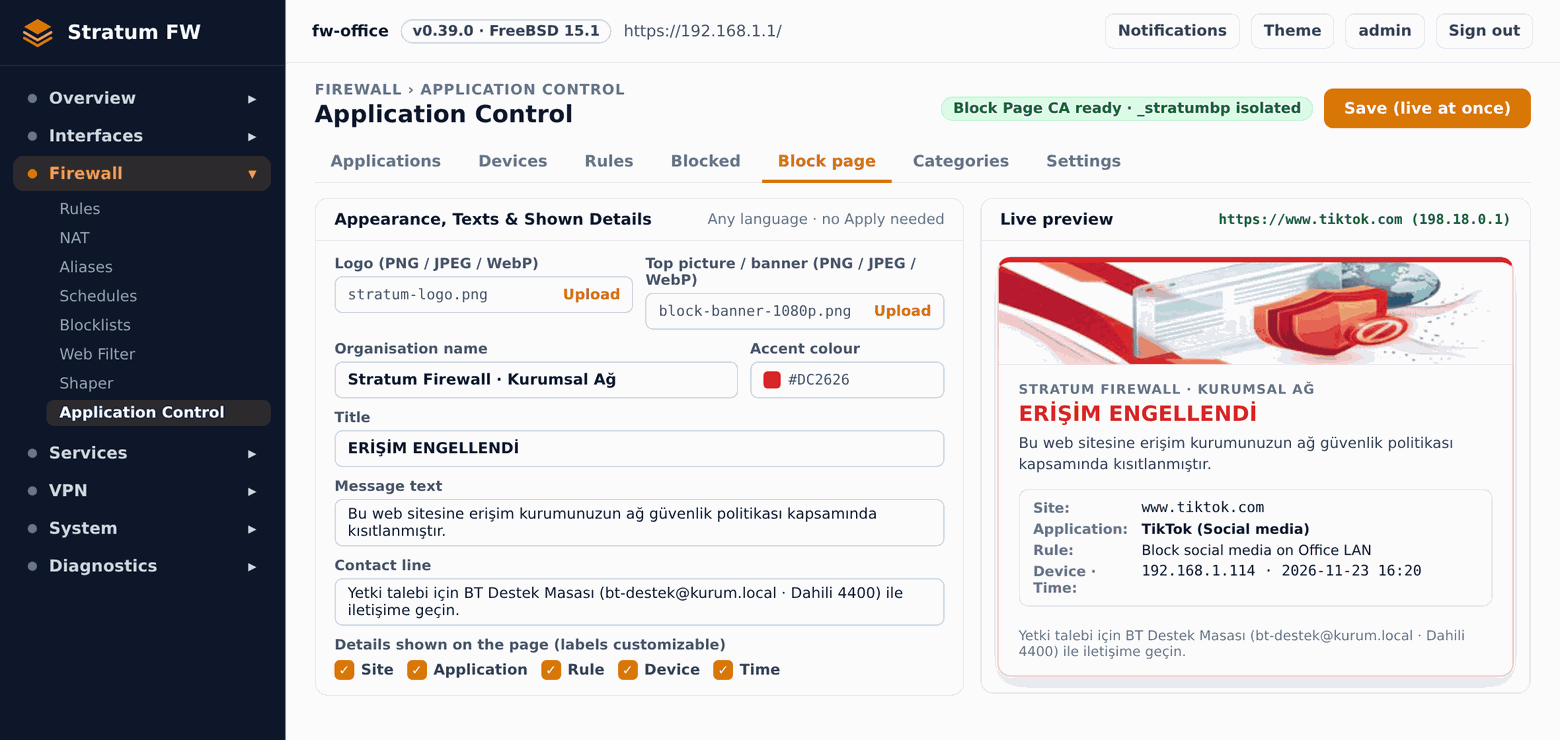 Stratum FW
fw-office
v0.39.0 · FreeBSD 15.1
https://192.168.1.1/
Notifications
Theme
admin
Sign out
Overview ▸
Interfaces ▸
Firewall ▾
Rules
NAT
Aliases
Schedules
Blocklists
Web Filter
Shaper
Application Control
Services ▸
VPN ▸
System ▸
Diagnostics ▸
FIREWALL › APPLICATION CONTROL
Application Control
Block Page CA ready · _stratumbp isolated
Save (live at once)
Applications
Devices
Rules
Blocked
Block page
Categories
Settings
Appearance, Texts & Shown Details
Any language · no Apply needed
Logo (PNG / JPEG / WebP)
stratum-logo.png
Upload
Top picture / banner (PNG / JPEG /
WebP)
block-banner-1080p.png
Upload
Organisation name
Stratum Firewall · Kurumsal Ağ
Accent colour
#DC2626
Title
ERİŞİM ENGELLENDİ
Message text
Bu web sitesine erişim kurumunuzun ağ güvenlik politikası kapsamında
kısıtlanmıştır.
Contact line
Yetki talebi için BT Destek Masası (bt-destek@kurum.local · Dahili 4400) ile
iletişime geçin.
Details shown on the page (labels customizable)
✓ Site ✓ Application ✓ Rule ✓ Device ✓ Time
Live preview
https://www.tiktok.com (198.18.0.1)
STRATUM FIREWALL · KURUMSAL AĞ
ERİŞİM ENGELLENDİ
Bu web sitesine erişim kurumunuzun ağ güvenlik politikası
kapsamında kısıtlanmıştır.
Site: www.tiktok.com
Application: TikTok (Social media)
Rule: Block social media on Office LAN
Device · 192.168.1.114 · 2026-11-23 16:20
Time:
Yetki talebi için BT Destek Masası (bt-destek@kurum.local · Dahili
4400) ile iletişime geçin.